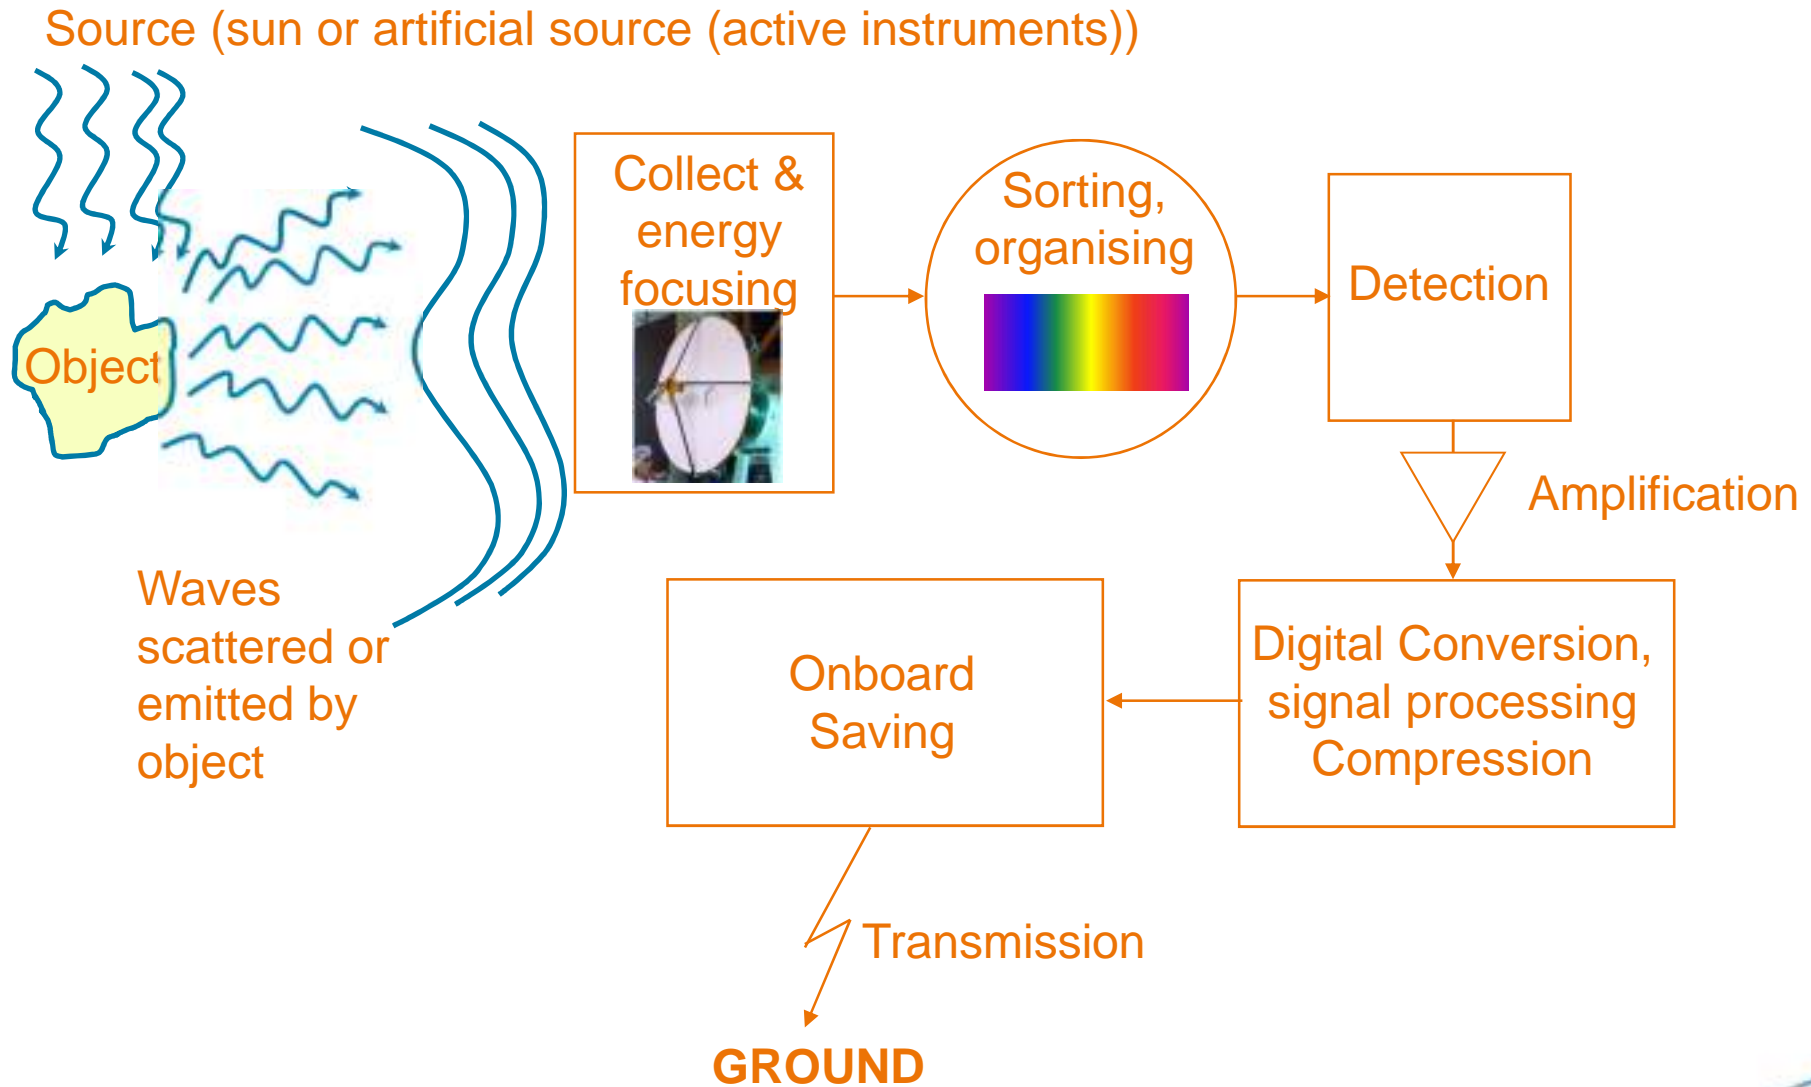 Source (sun or artificial source (active instruments))
Object
Waves
scattered or
emitted by
object
Collect &
energy
focusing
Sorting,
organising
Detection
Amplification
Digital Conversion,
signal processing
Compression
Onboard
Saving
Transmission
GROUND